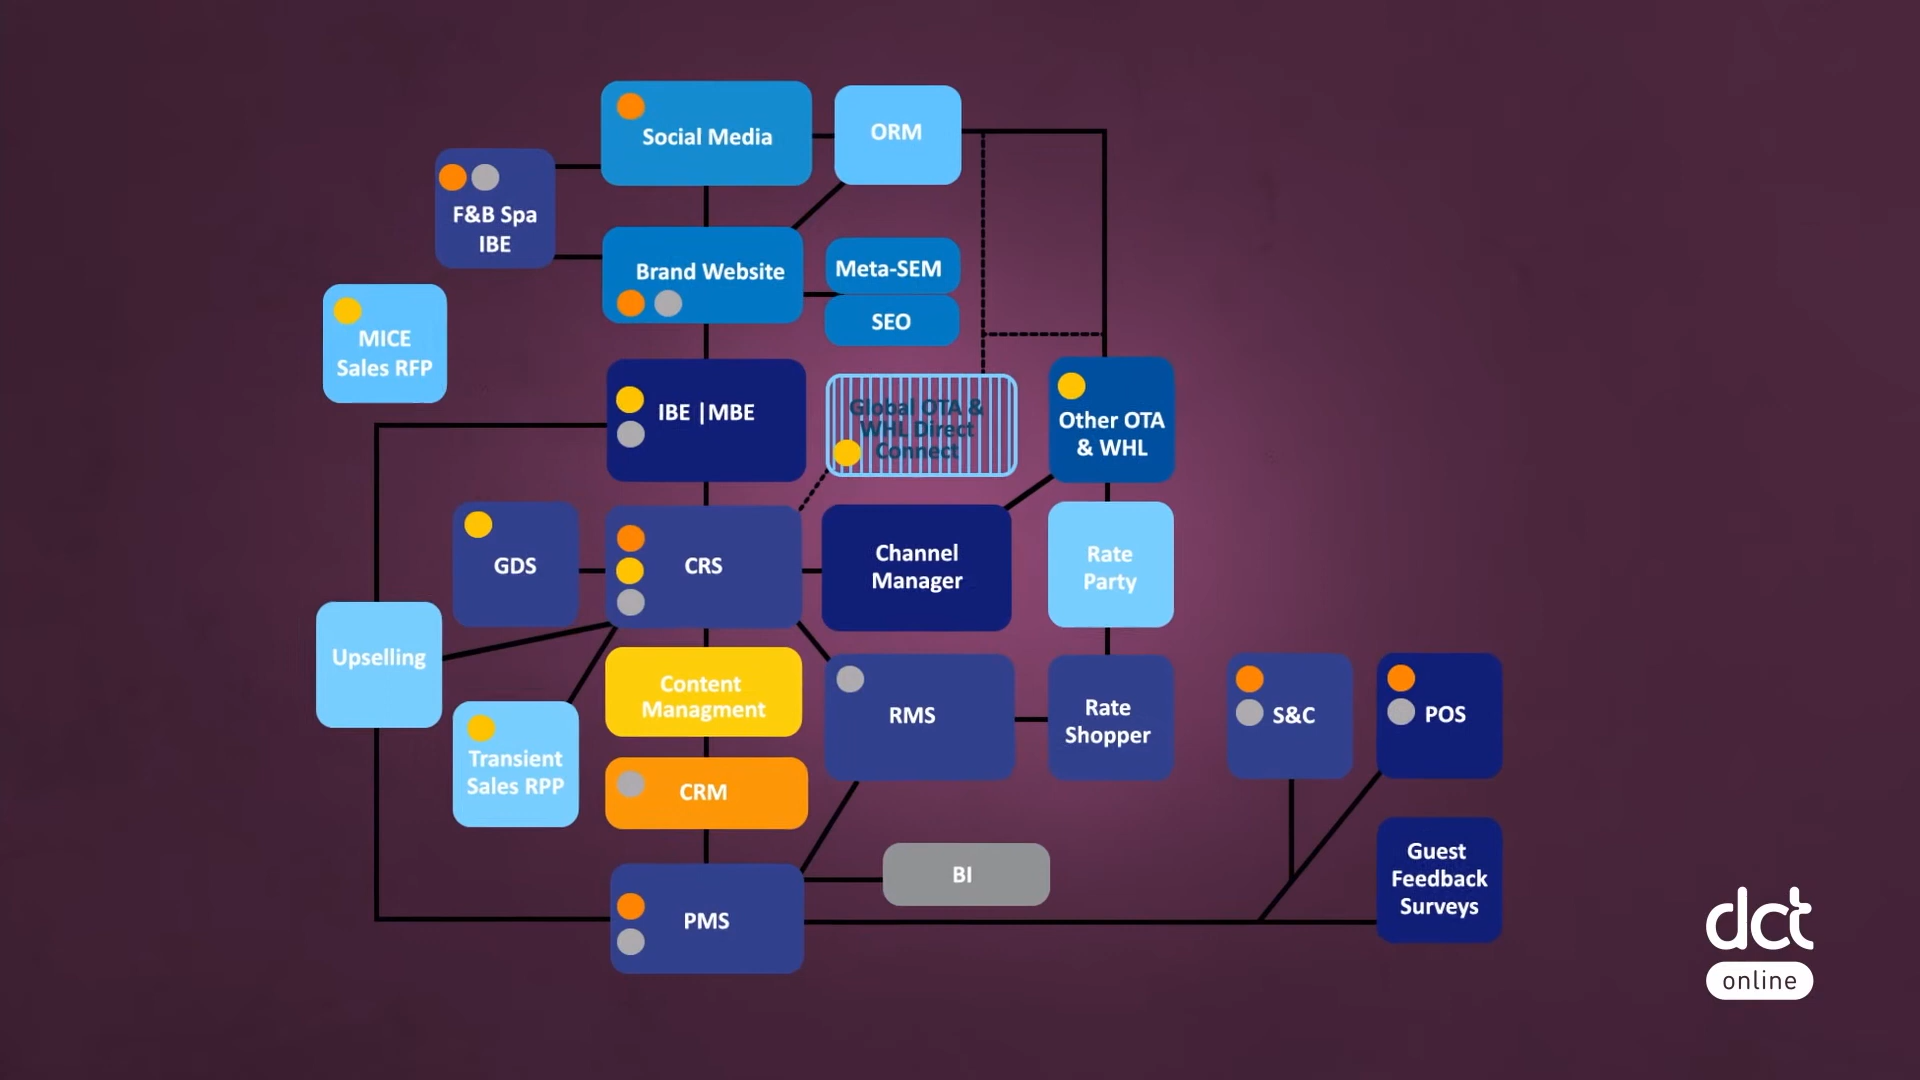 Social Media
ORM
F&B Spa
IBE
Brand Website
Meta-SEM
SEO
MICE
Sales RFP
IBE |MBE
Global OTA &
WHL Direct
Connect
Other OTA
& WHL
GDS
CRS
Channel
Manager
Rate
Party
Upselling
Content
Managment
RMS
Rate
Shopper
S&C
POS
Transient
Sales RPP
CRM
BI
Guest
Feedback
Surveys
PMS
dct
online